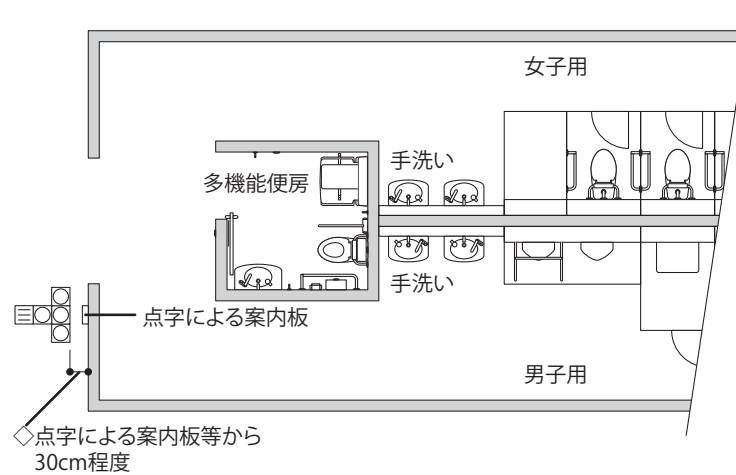 女子用
手洗い
多機能便房
手洗い
点字による案内板
男子用
◇点字による案内板等から
30cm程度